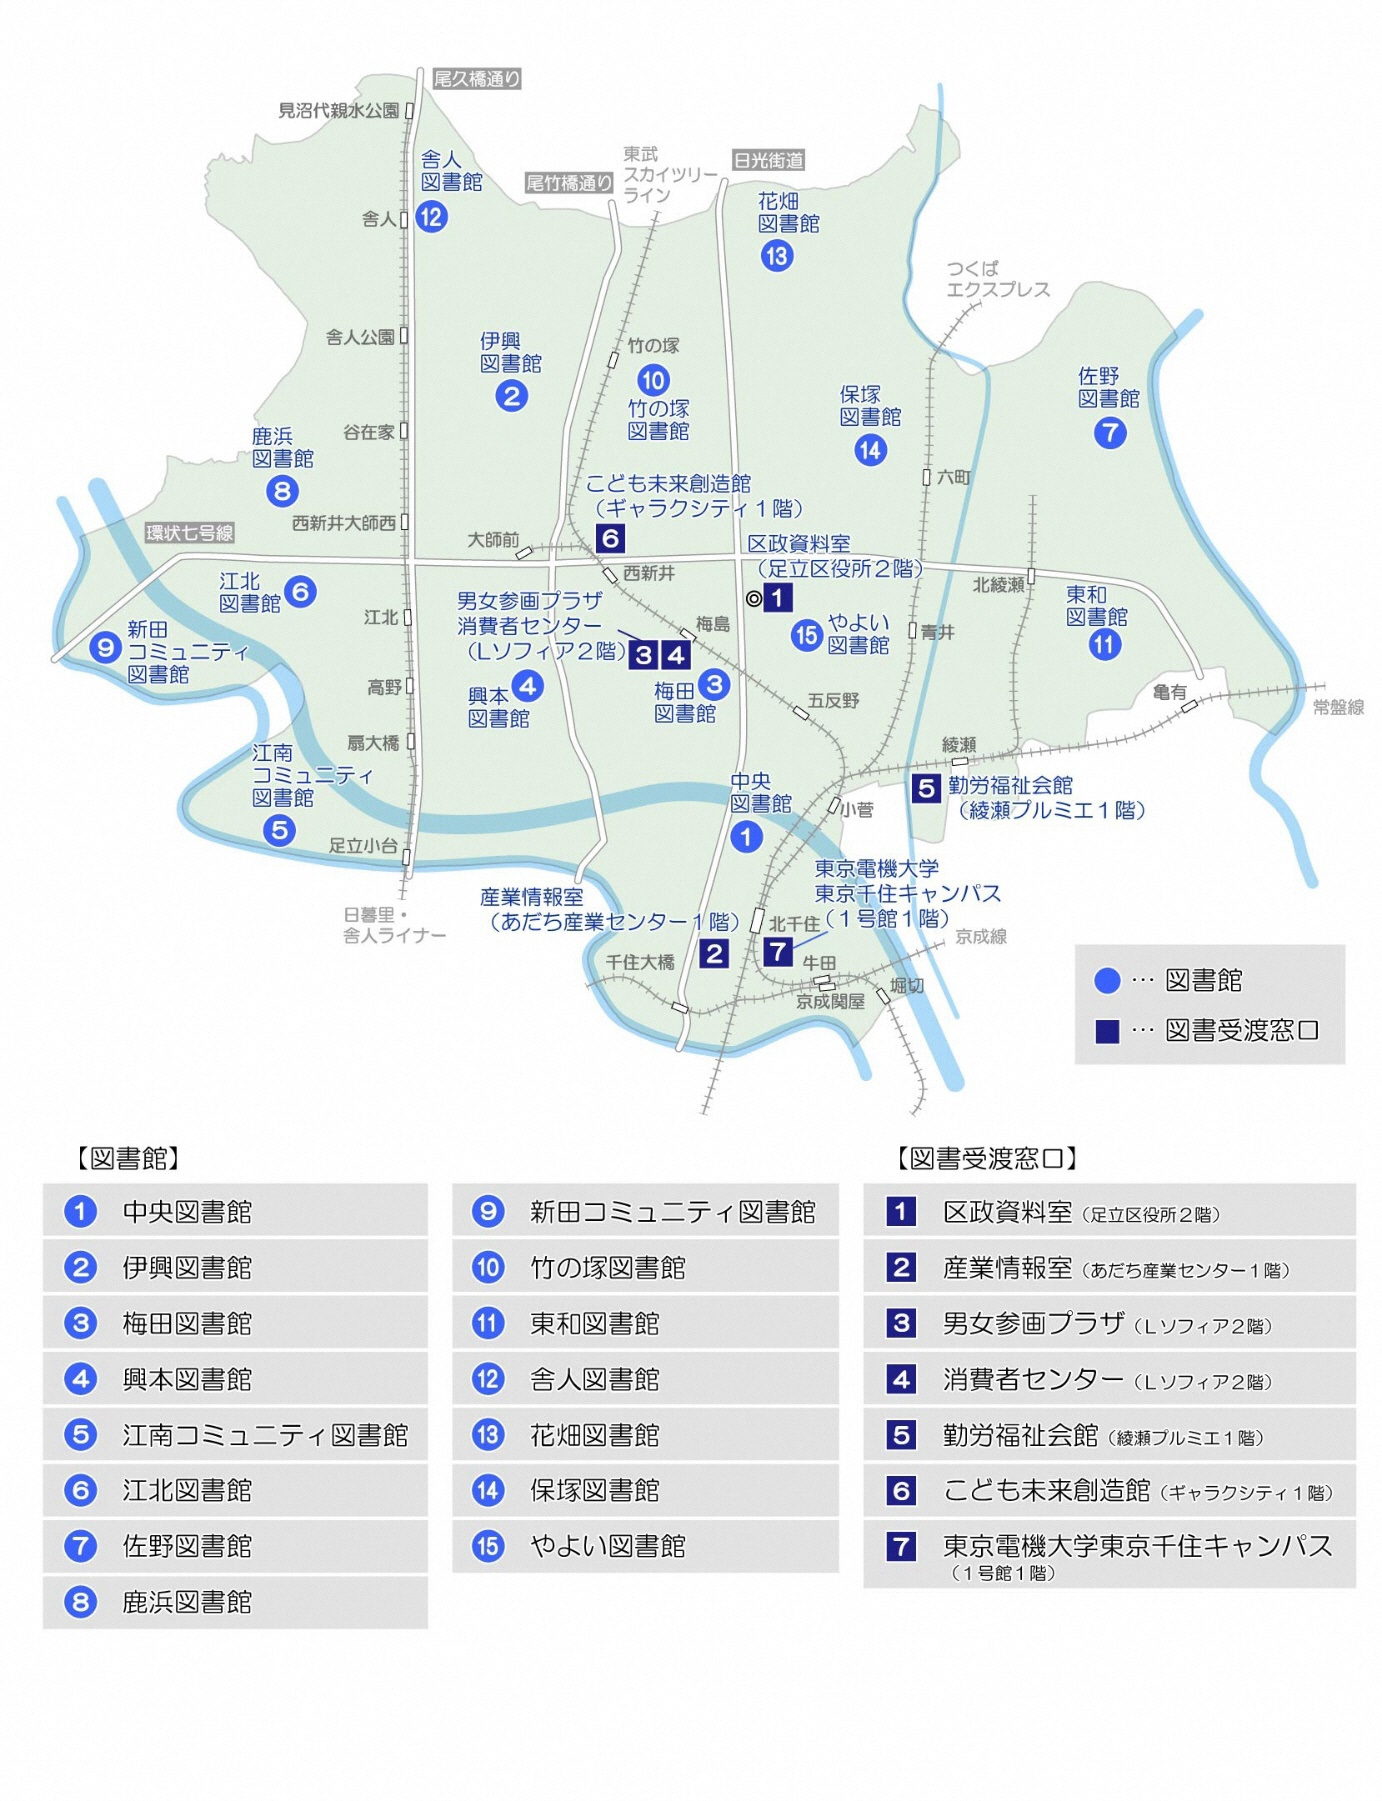 尾久橋通り
見沼代親水公園
舎人
図書館
12
舎人
尾竹橋通り
東武
スカイツリー
ライン
日光街道
花畑
図書館
13
つくば
エクスプレス
舎人公園
伊興
図書館
2
竹の塚
10
竹の塚
図書館
保塚
図書館
14
佐野
図書館
7
谷在家
鹿浜
図書館
8
六町
こども未来創造館
（ギャラクシティ１階）
6
環状七号線
西新井大師西
大師前
西新井
区政資料室
（足立区役所２階）
1
北綾瀬
江北
図書館
6
江北
男女参画プラザ
消費者センター
（Lソフィア２階）
3
4
梅島
15
やよい
図書館
青井
東和
図書館
11
9
新田
コミュニティ
図書館
高野
興本
図書館
4
梅田
図書館
3
五反野
亀有
常盤線
扇大橋
綾瀬
江南
コミュニティ
図書館
5
中央
図書館
1
小菅
5
勤労福祉会館
（綾瀬プルミエ１階）
足立小台
日暮里・
舎人ライナー
産業情報室
（あだち産業センター１階）
2
東京電機大学
東京千住キャンパス
（１号館１階）
北千住
7
京成線
千住大橋
牛田
京成関屋
堀切
… 図書館
… 図書受渡窓口
【図書館】
1 中央図書館
2 伊興図書館
3 梅田図書館
4 興本図書館
5 江南コミュニティ図書館
6 江北図書館
7 佐野図書館
8 鹿浜図書館
9 新田コミュニティ図書館
10 竹の塚図書館
11 東和図書館
12 舎人図書館
13 花畑図書館
14 保塚図書館
15 やよい図書館
【図書受渡窓口】
1 区政資料室（足立区役所２階）
2 産業情報室（あだち産業センター１階）
3 男女参画プラザ（Ｌソフィア２階）
4 消費者センター（Ｌソフィア２階）
5 勤労福祉会館（綾瀬プルミエ１階）
6 こども未来創造館（ギャラクシティ１階）
7 東京電機大学東京千住キャンパス
（１号館１階）